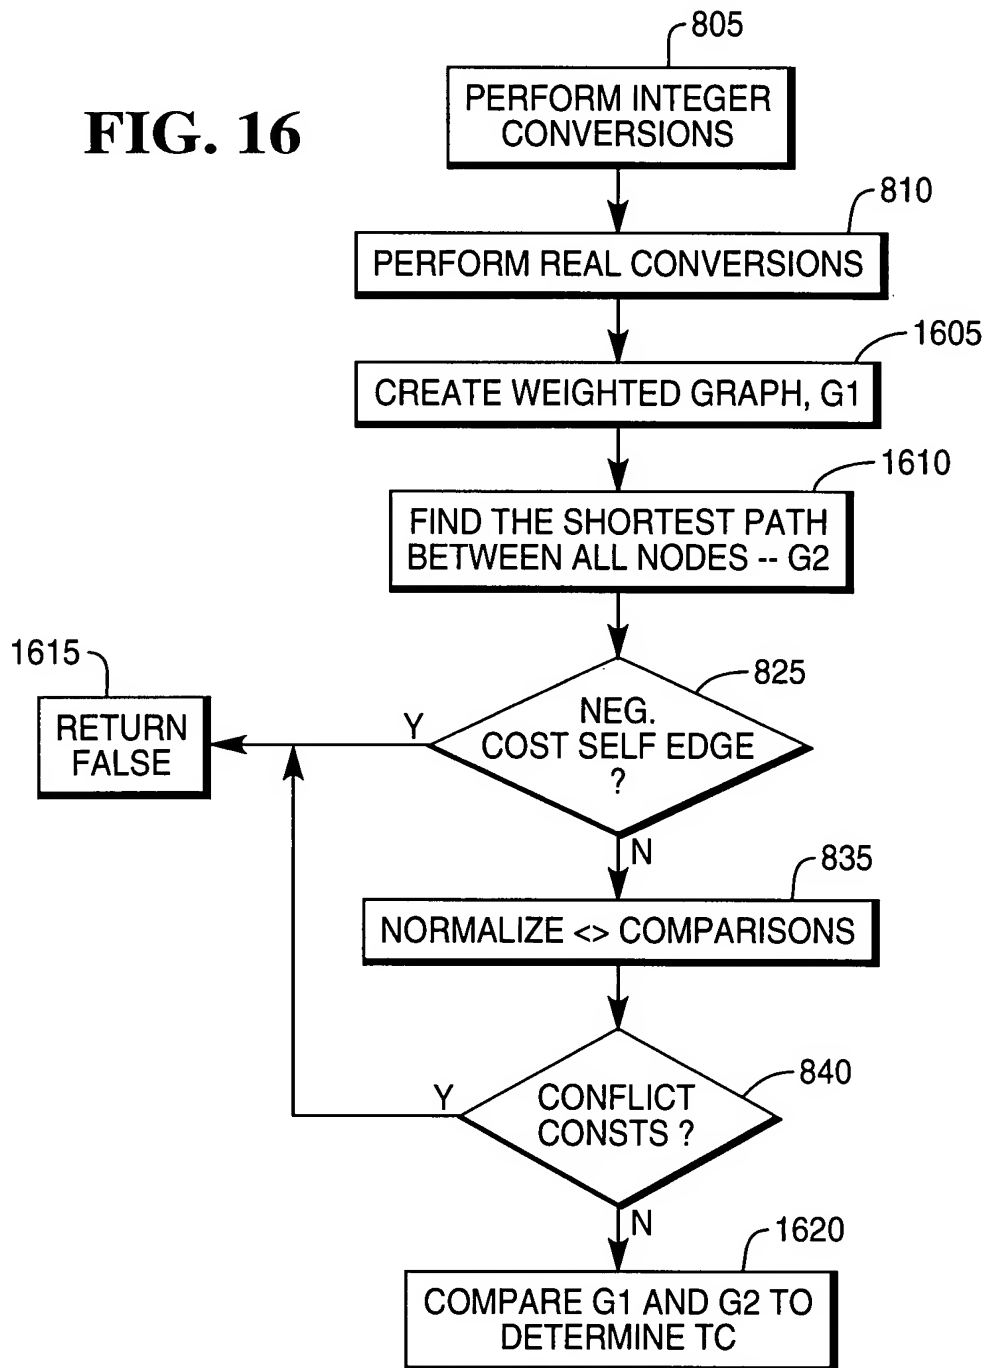 FIG. 16
805
PERFORM INTEGER
CONVERSIONS
810
PERFORM REAL CONVERSIONS
1605
CREATE WEIGHTED GRAPH, G1
1610
FIND THE SHORTEST PATH
BETWEEN ALL NODES -- G2
1615
RETURN
FALSE
Y
825
NEG.
COST SELF EDGE
?
N
835
NORMALIZE <> COMPARISONS
840
Y
CONFLICT
CONSTS ?
N
1620
COMPARE G1 AND G2 TO
DETERMINE TC